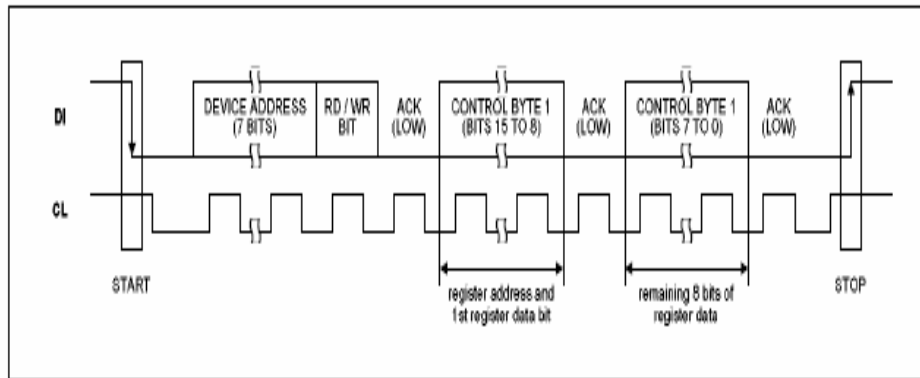 DI
DEVICE ADDRESS
(7 BITS)
RD / WR
BIT
ACK
(LOW)
CONTROL BYTE 1
(BITS 15 TO 8)
ACK
(LOW)
CONTROL BYTE 1
(BITS 7 TO 0)
ACK
(LOW)
CL
START
register address and
1st register data bit
remaining 8 bits of
register data
STOP